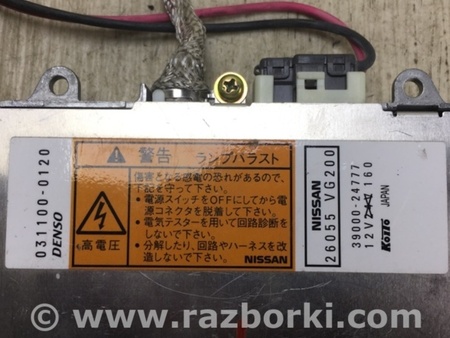 031100-0120
DENSO
警告 ランプバラスト
傷害となる感電の恐れがあるので、
下記を守って下さい。
・電源スイッチをOFFにしてから電
源コネクタを脱着して下さい。
・電気テスターを用いて回路診断を
しないで下さい。
・分解したり、回路やハーネスを改
造しないで下さい。
高電圧
NISSAN
NISSAN
26055 VG200
39000-24777
12V 160
KOITO JAPAN
© www.razborki.com